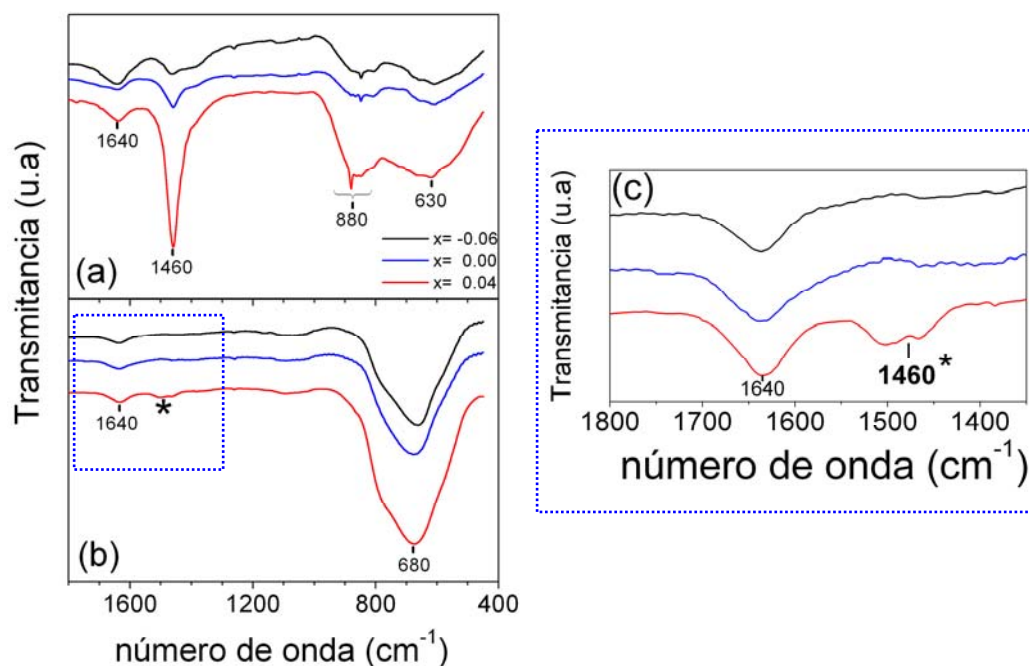 Transmitancia (u.a)
1640
1460
880
630
x= -0.06
x= 0.00
x= 0.04
(a)
1640
*
680
(b)
1600
1200
800
400
número de onda (cm-1)
(c)
Transmitancia (u.a)
1640
1460*
1800
1700
1600
1500
1400
número de onda (cm-1)